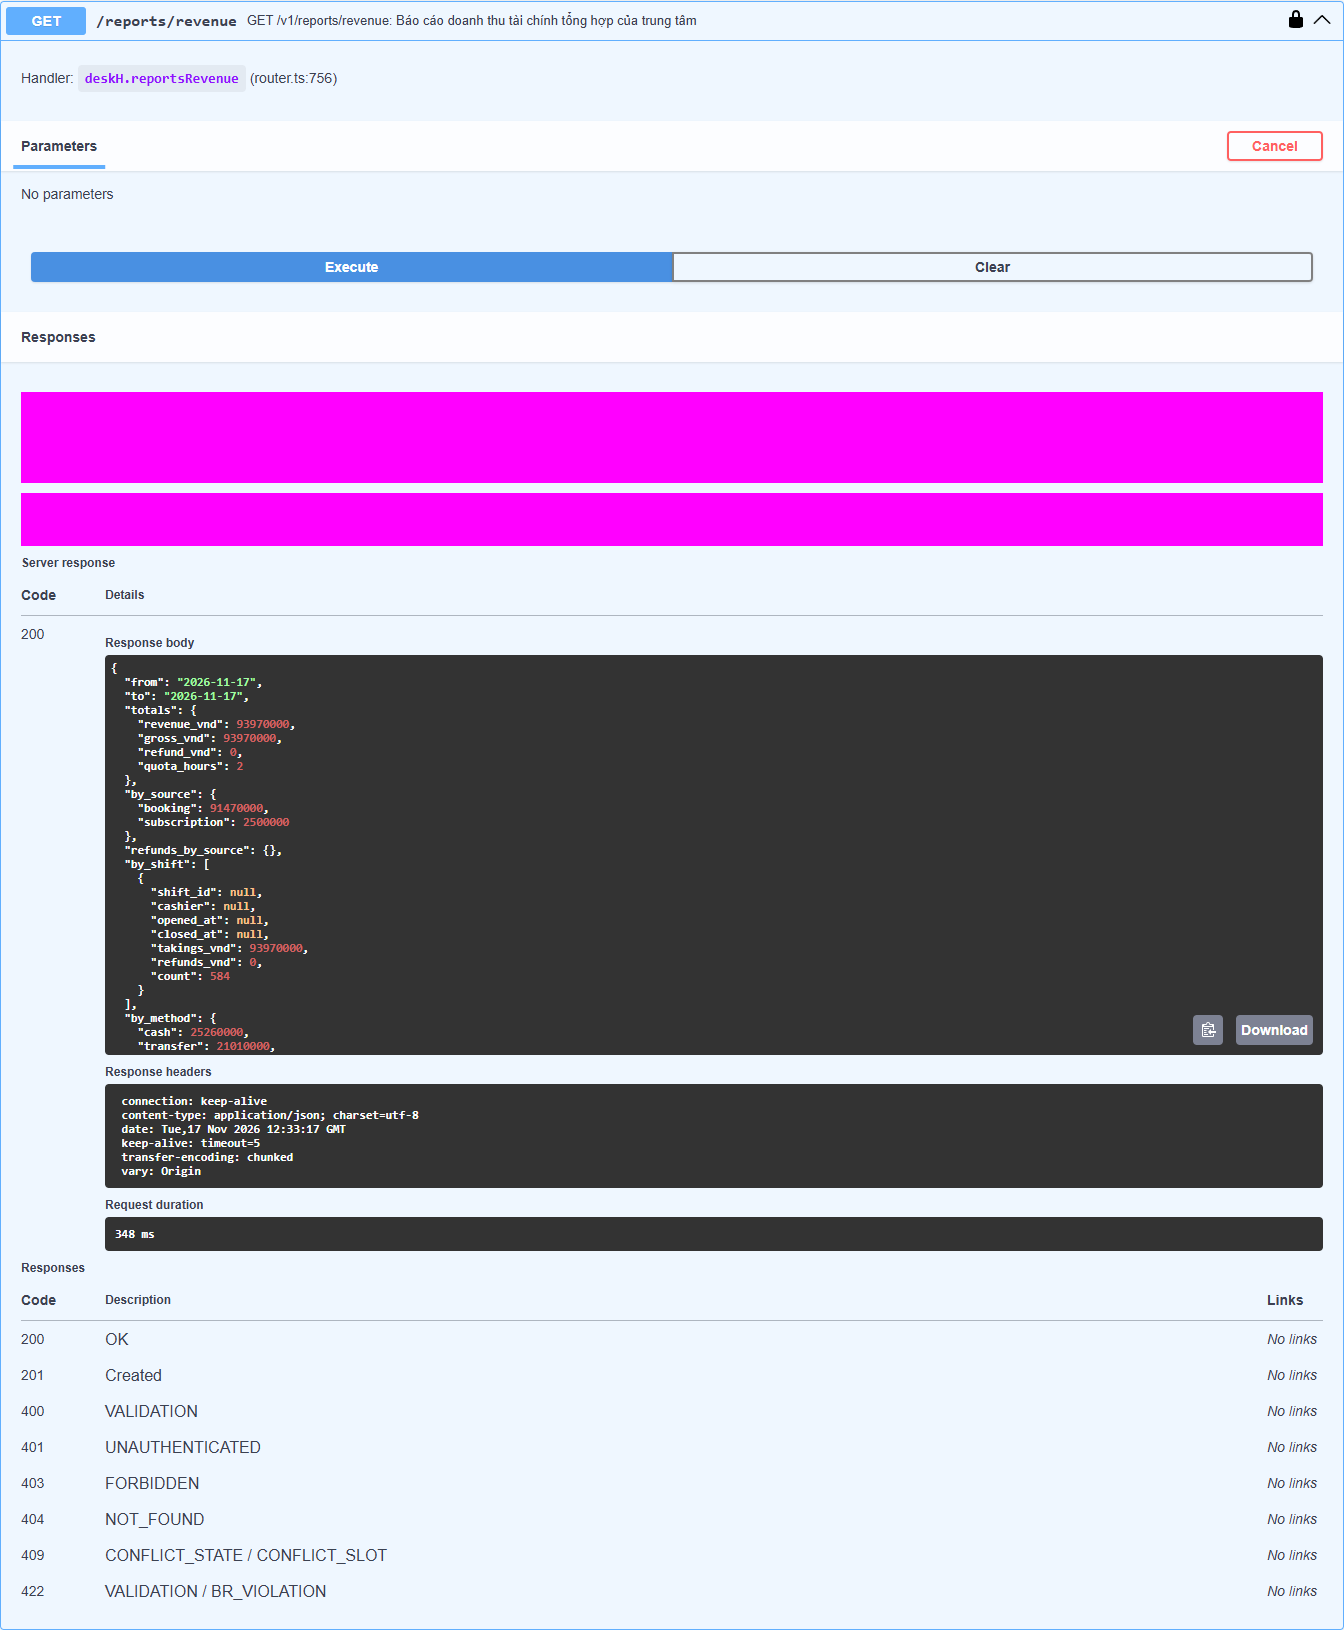 GET /reports/revenue GET /v1/reports/revenue: Báo cáo doanh thu tài chính tổng hợp của trung tâm
Handler: deskH.reportsRevenue (router.ts:756)
Parameters
Cancel
No parameters
Execute
Clear
Responses
Server response
Code Details
200
Response body
{
  "from": "2026-11-17",
  "to": "2026-11-17",
  "totals": {
    "revenue_vnd": 93970000,
    "gross_vnd": 93970000,
    "refund_vnd": 0,
    "quota_hours": 2
  },
  "by_source": {
    "booking": 91470000,
    "subscription": 2500000
  },
  "refunds_by_source": {},
  "by_shift": [
    {
      "shift_id": null,
      "cashier": null,
      "opened_at": null,
      "closed_at": null,
      "takings_vnd": 93970000,
      "refunds_vnd": 0,
      "count": 584
    }
  ],
  "by_method": {
    "cash": 25260000,
    "transfer": 21010000,
Download
Response headers
connection: keep-alive
content-type: application/json; charset=utf-8
date: Tue,17 Nov 2026 12:33:17 GMT
keep-alive: timeout=5
transfer-encoding: chunked
vary: Origin
Request duration
348 ms
Responses
Code Description Links
200 OK No links
201 Created No links
400 VALIDATION No links
401 UNAUTHENTICATED No links
403 FORBIDDEN No links
404 NOT_FOUND No links
409 CONFLICT_STATE / CONFLICT_SLOT No links
422 VALIDATION / BR_VIOLATION No links